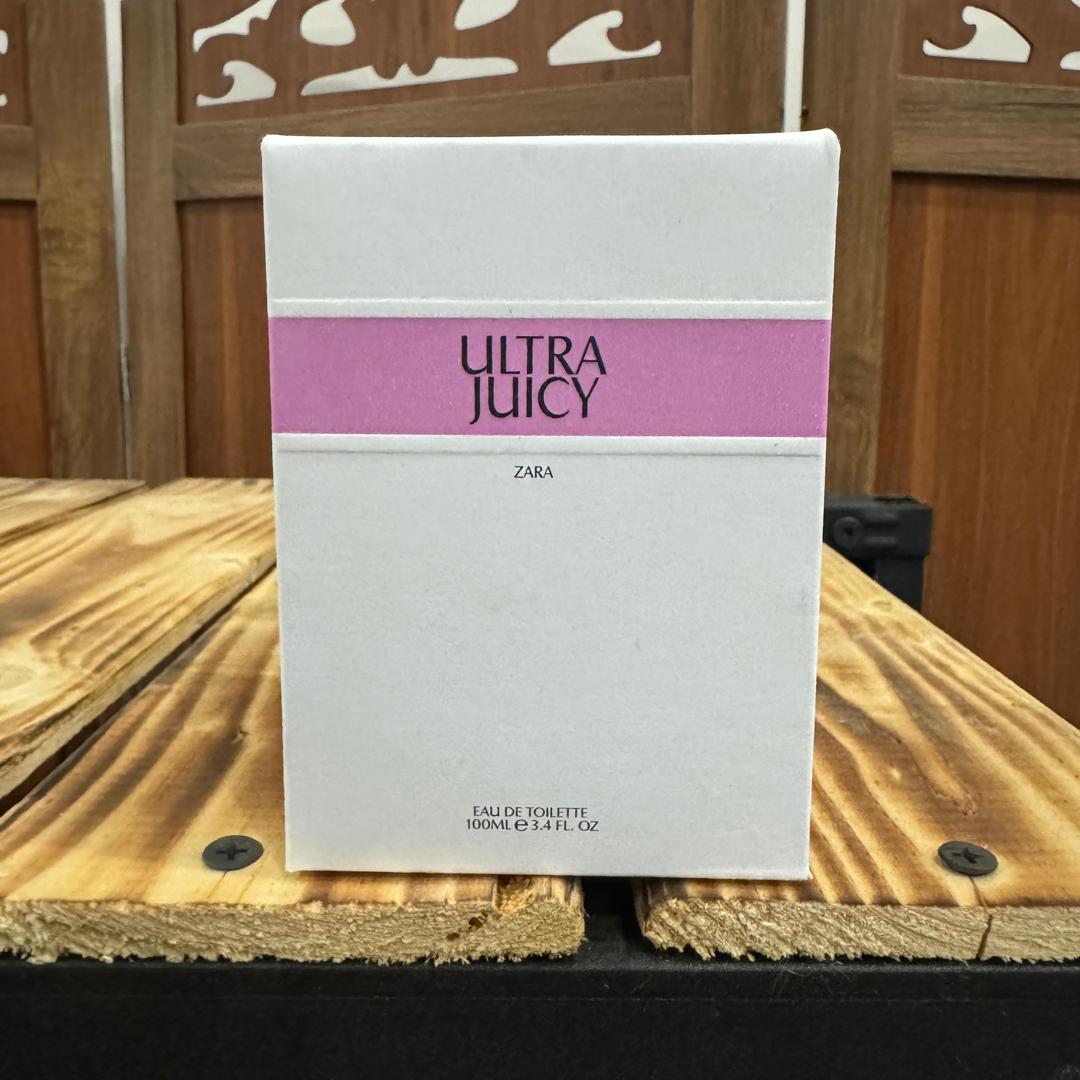 ULTRA
JUICY
ZARA
EAU DE TOILETTE
100ML ℮ 3.4 FL. OZ